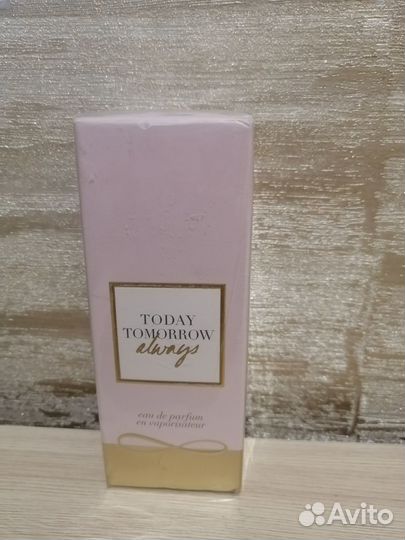 TODAY
TOMORROW
always
eau de parfum
en vaporisateur
Avito